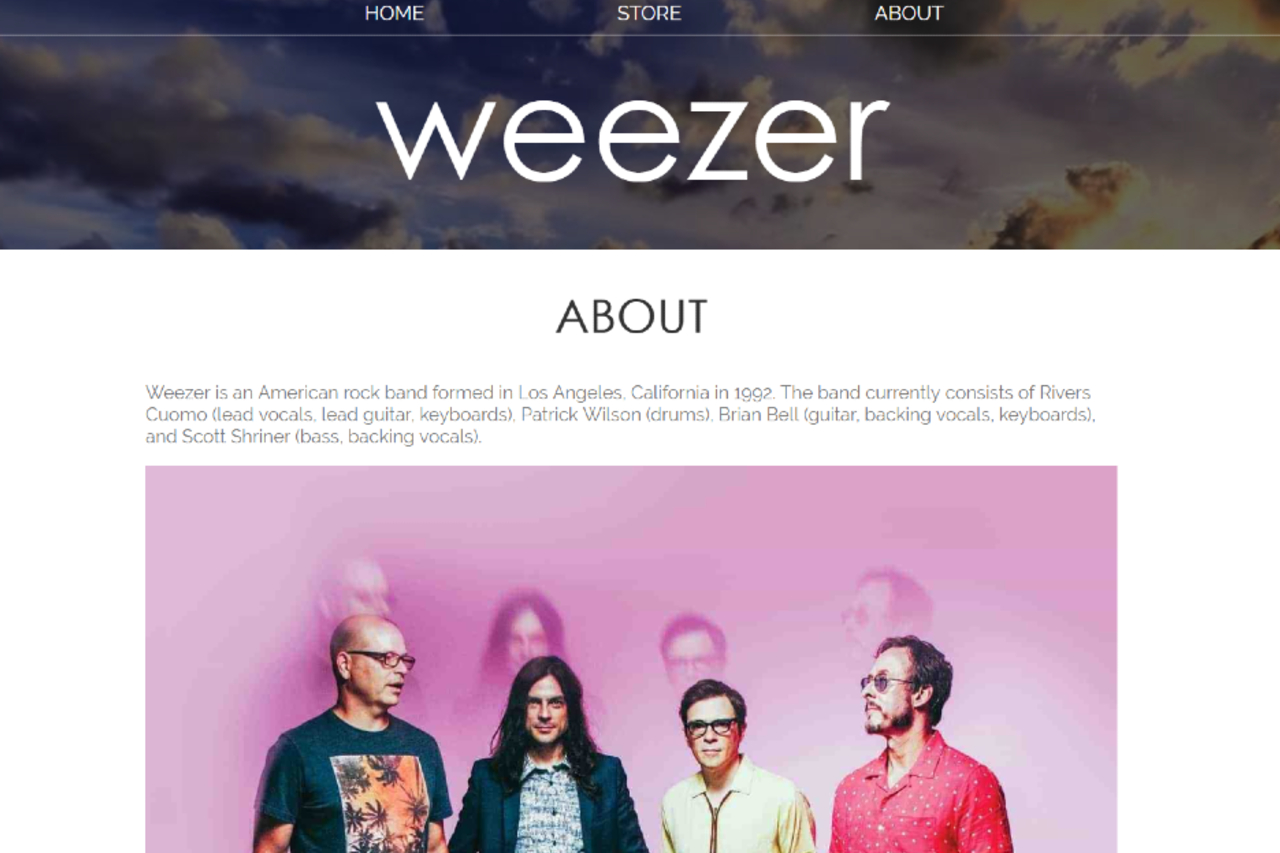 HOME STORE ABOUT
weezer
ABOUT
Weezer is an American rock band formed in Los Angeles, California in 1992. The band currently consists of Rivers
Cuomo (lead vocals, lead guitar, keyboards), Patrick Wilson (drums), Brian Bell (guitar, backing vocals, keyboards),
and Scott Shriner (bass, backing vocals).